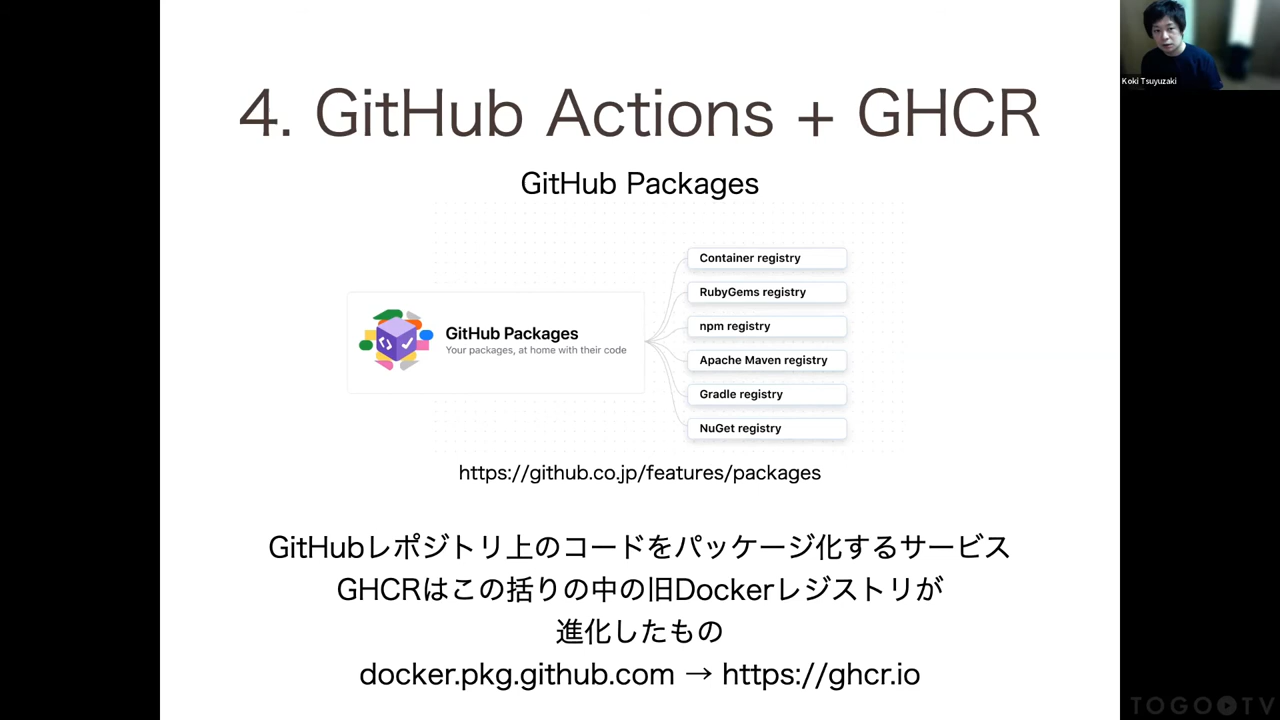 4. GitHub Actions + GHCR
GitHub Packages
Container registry
RubyGems registry
npm registry
Apache Maven registry
Gradle registry
NuGet registry
GitHub Packages
Your packages, at home with their code
https://github.co.jp/features/packages
GitHubレポジトリ上のコードをパッケージ化するサービス
GHCRはこの括りの中の旧Dockerレジストリが
進化したもの
docker.pkg.github.com → https://ghcr.io
Koki Tsuyuzaki
TOGO TV